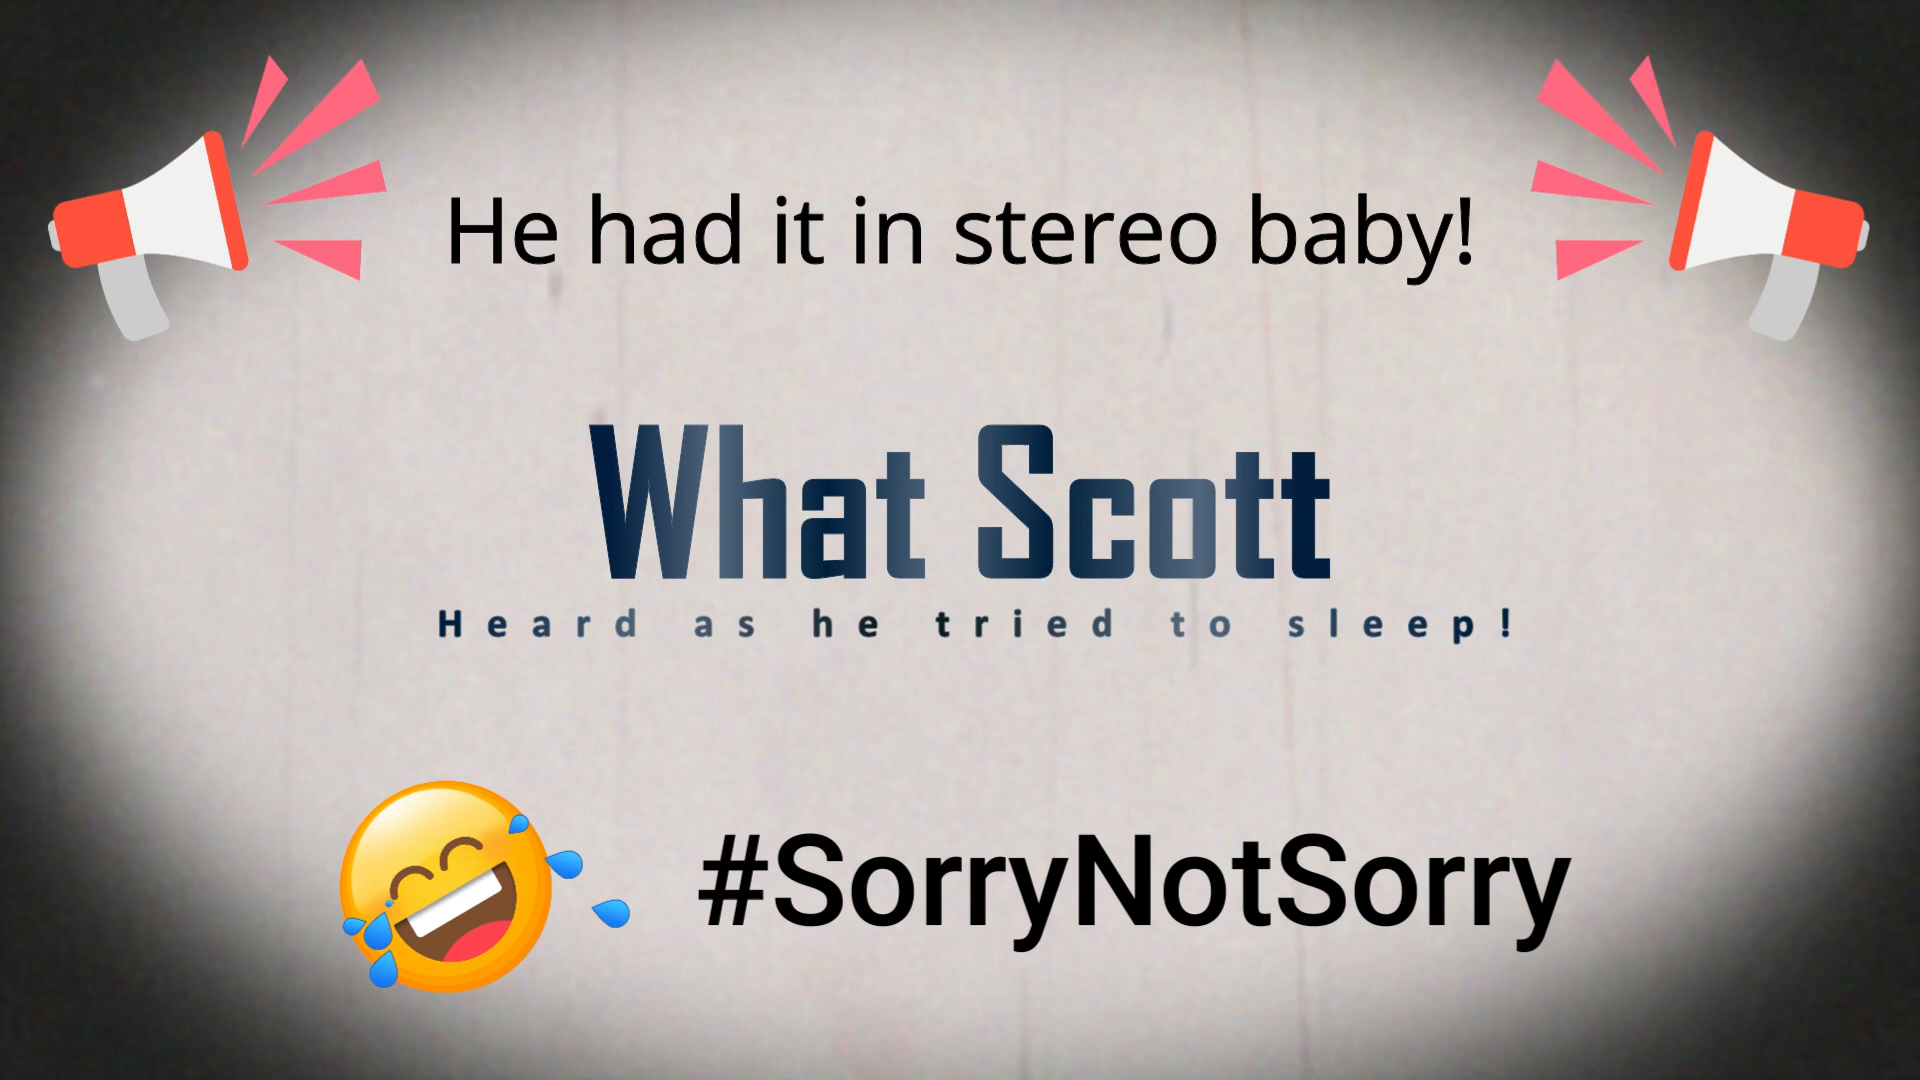 He had it in stereo baby!
What Scott
Heard as he tried to sleep!
#SorryNotSorry